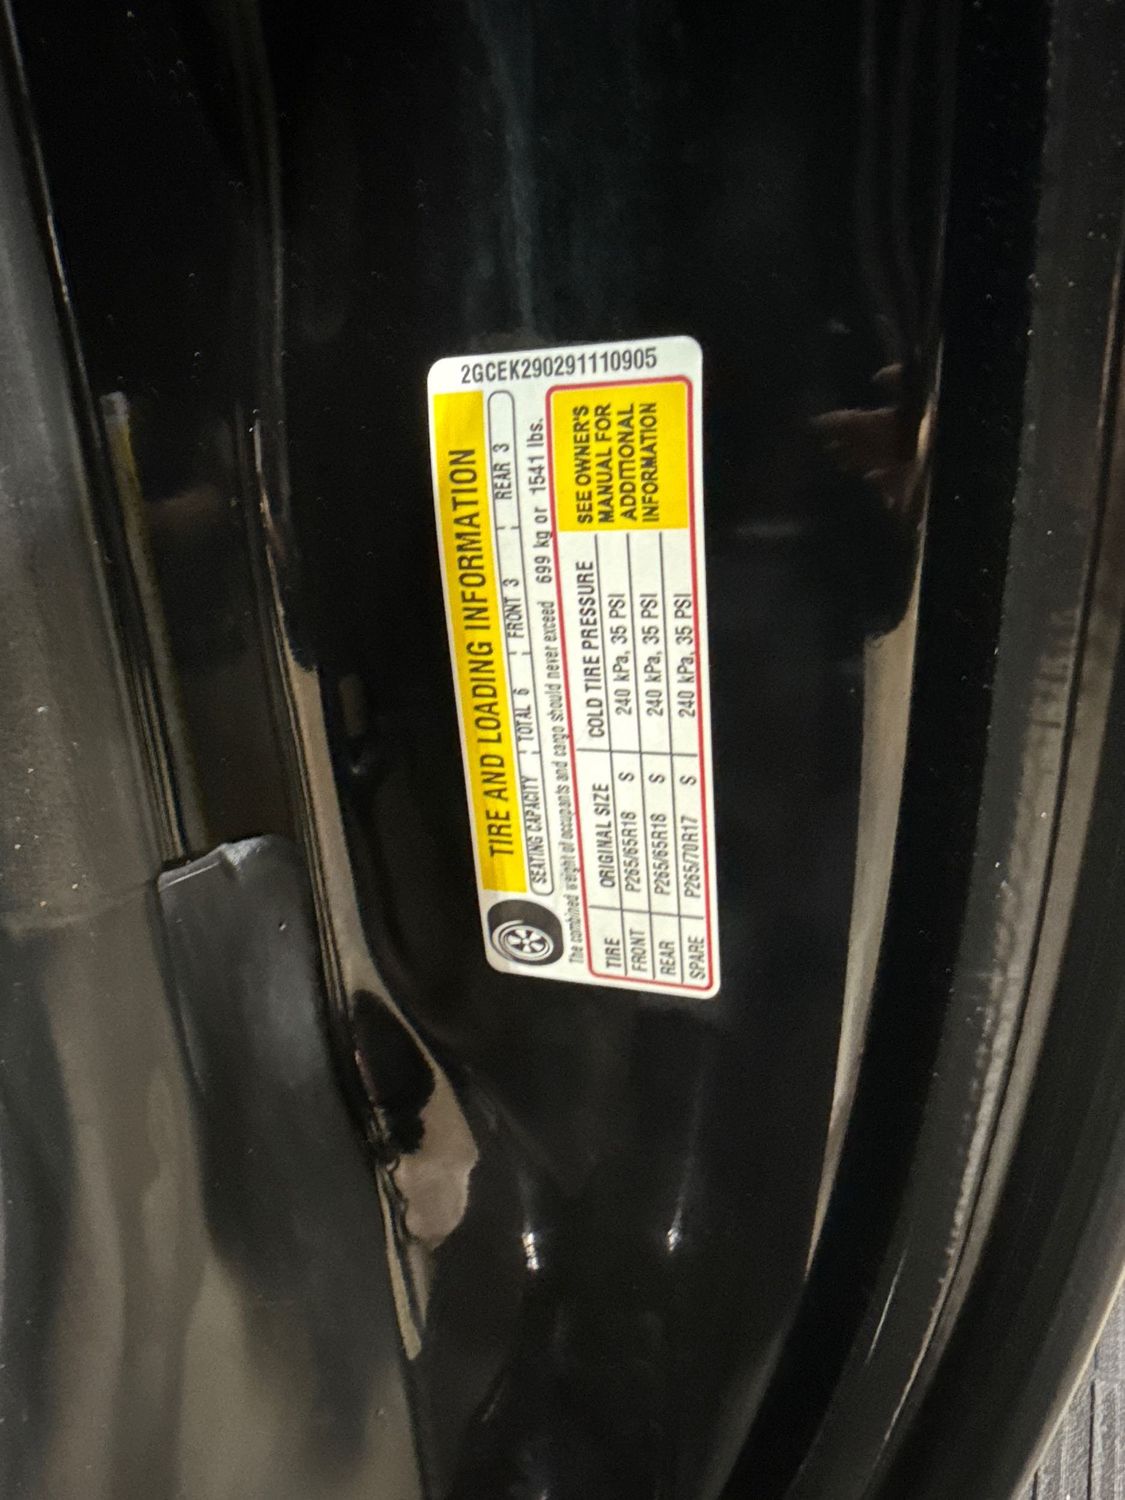 2GCEK290291110905
TIRE AND LOADING INFORMATION
SEATING CAPACITY TOTAL 6 FRONT 3 REAR 3
The combined weight of occupants and cargo should never exceed 699 kg or 1541 lbs.
TIRE ORIGINAL SIZE COLD TIRE PRESSURE
FRONT P265/65R18 S 240 kPa, 35 PSI
REAR P265/65R18 S 240 kPa, 35 PSI
SPARE P265/70R17 S 240 kPa, 35 PSI
SEE OWNER'S
MANUAL FOR
ADDITIONAL
INFORMATION